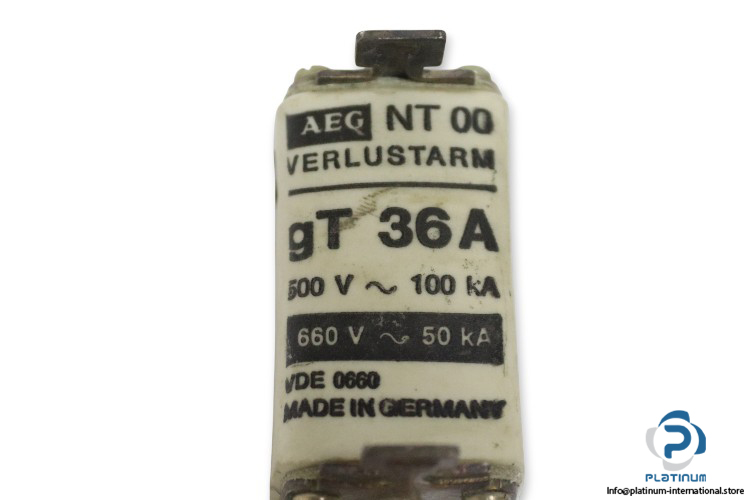 AEG NT 00
VERLUSTARM
gT 36A
500 V ~ 100 kA
660 V ~ 50 kA
VDE 0660
MADE IN GERMANY
PLATINUM
Info@platinum-international.store